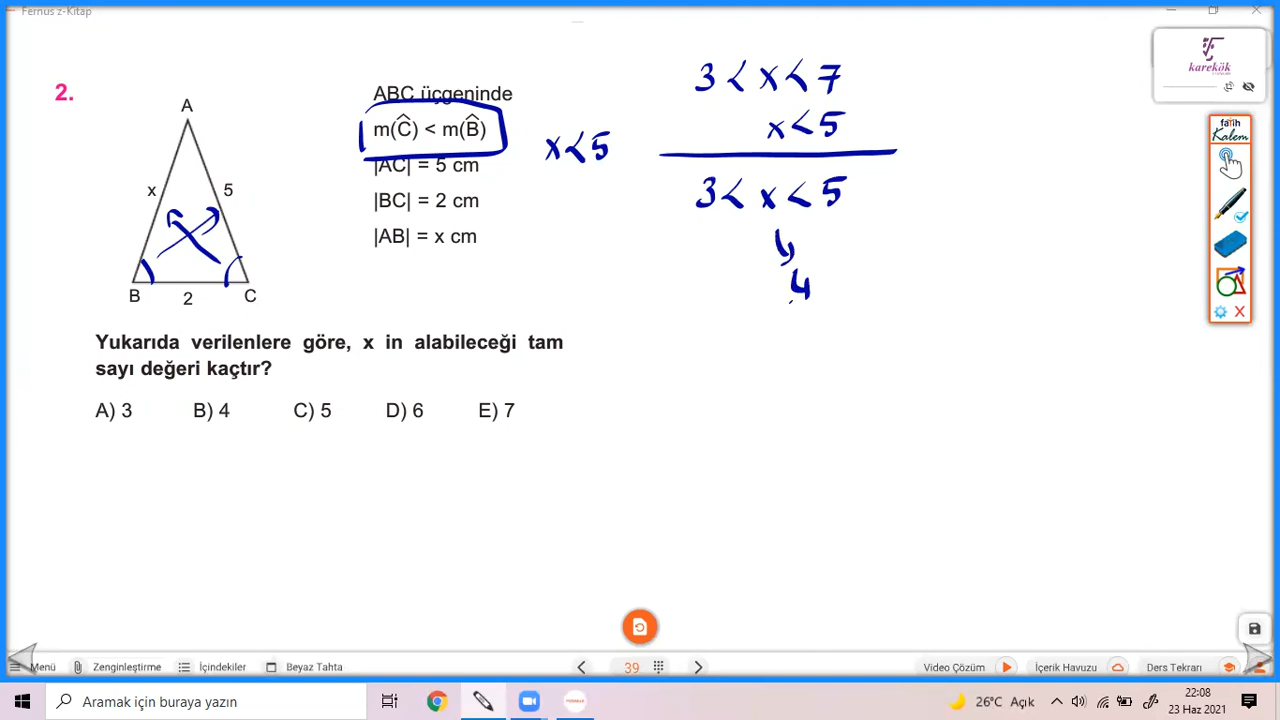 Fernus z-Kitap
karekök
2.
ABC üçgeninde
m(Ĉ) < m(B̂)
|AC| = 5 cm
|BC| = 2 cm
|AB| = x cm
A
x
5
B
2
C
x<5
3 < x < 7
x < 5
3 < x < 5
4
fatih
Kalem
Yukarıda verilenlere göre, x in alabileceği tam
sayı değeri kaçtır?
A) 3 B) 4 C) 5 D) 6 E) 7
Menü Zenginleştirme İçindekiler Beyaz Tahta 39 Video Çözüm İçerik Havuzu Ders Tekrarı
Aramak için buraya yazın 26°C Açık 22:08
23 Haz 2021